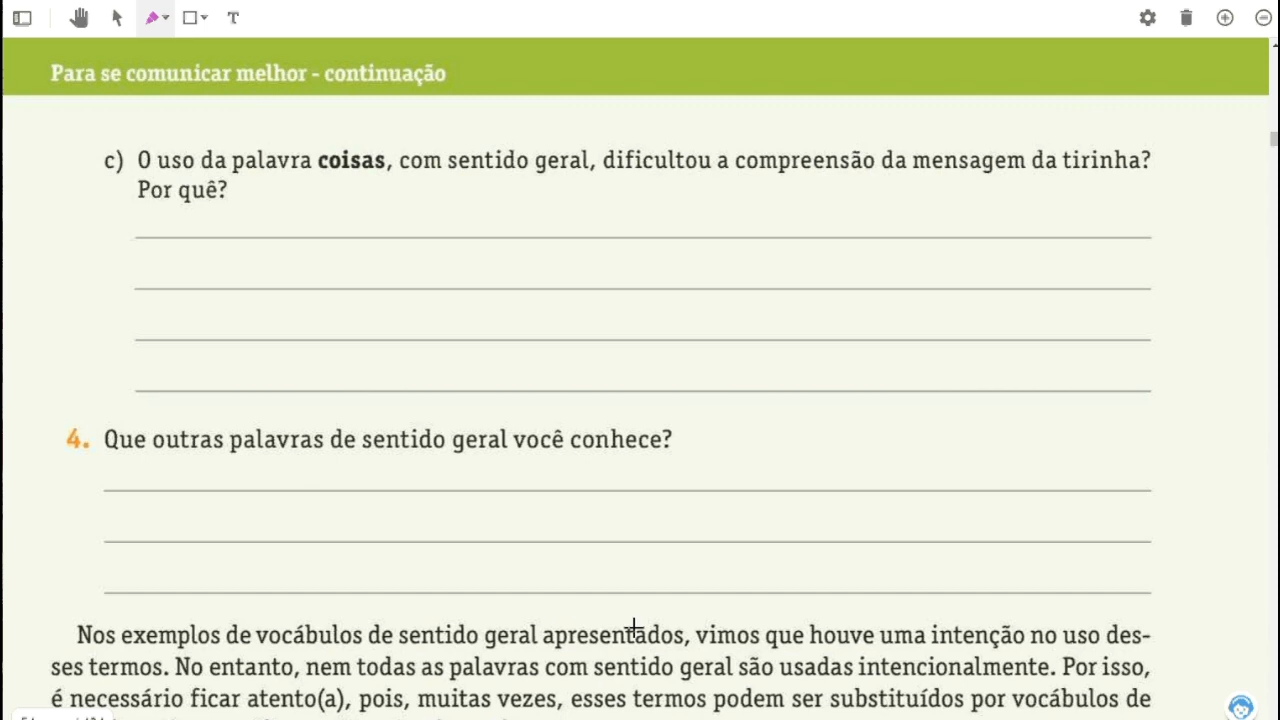 T
Para se comunicar melhor - continuação
c) O uso da palavra coisas, com sentido geral, dificultou a compreensão da mensagem da tirinha?
Por quê?
4. Que outras palavras de sentido geral você conhece?
Nos exemplos de vocábulos de sentido geral apresentados, vimos que houve uma intenção no uso des-
ses termos. No entanto, nem todas as palavras com sentido geral são usadas intencionalmente. Por isso,
é necessário ficar atento(a), pois, muitas vezes, esses termos podem ser substituídos por vocábulos de